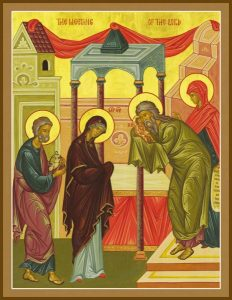 THE MEETING OF THE LORD